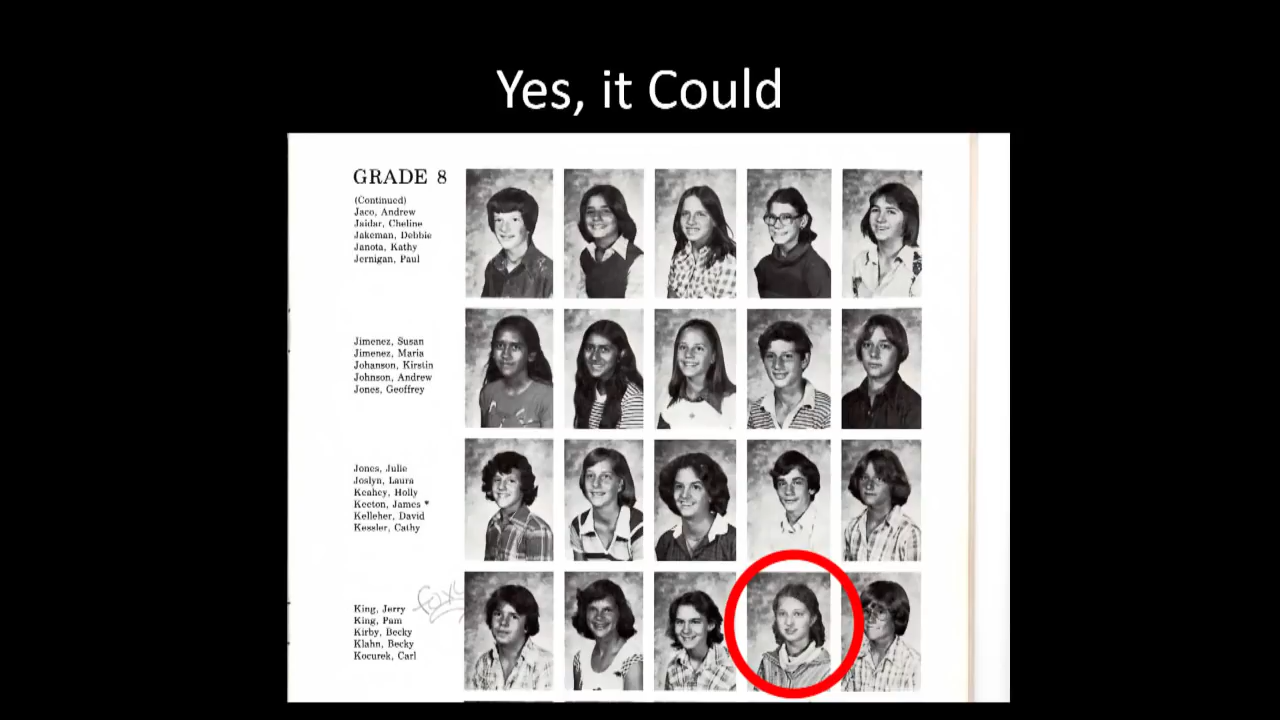 Yes, it Could
GRADE 8
(Continued)
Jaco, Andrew
Jaidar, Cheline
Jakeman, Debbie
Janota, Kathy
Jernigan, Paul
Jimenez, Susan
Jimenez, Maria
Johanson, Kirstin
Johnson, Andrew
Jones, Geoffrey
Jones, Julie
Joslyn, Laura
Keahey, Holly
Keeton, James *
Kelleher, David
Kessler, Cathy
foxy
King, Jerry
King, Pam
Kirby, Becky
Klahn, Becky
Kocurek, Carl